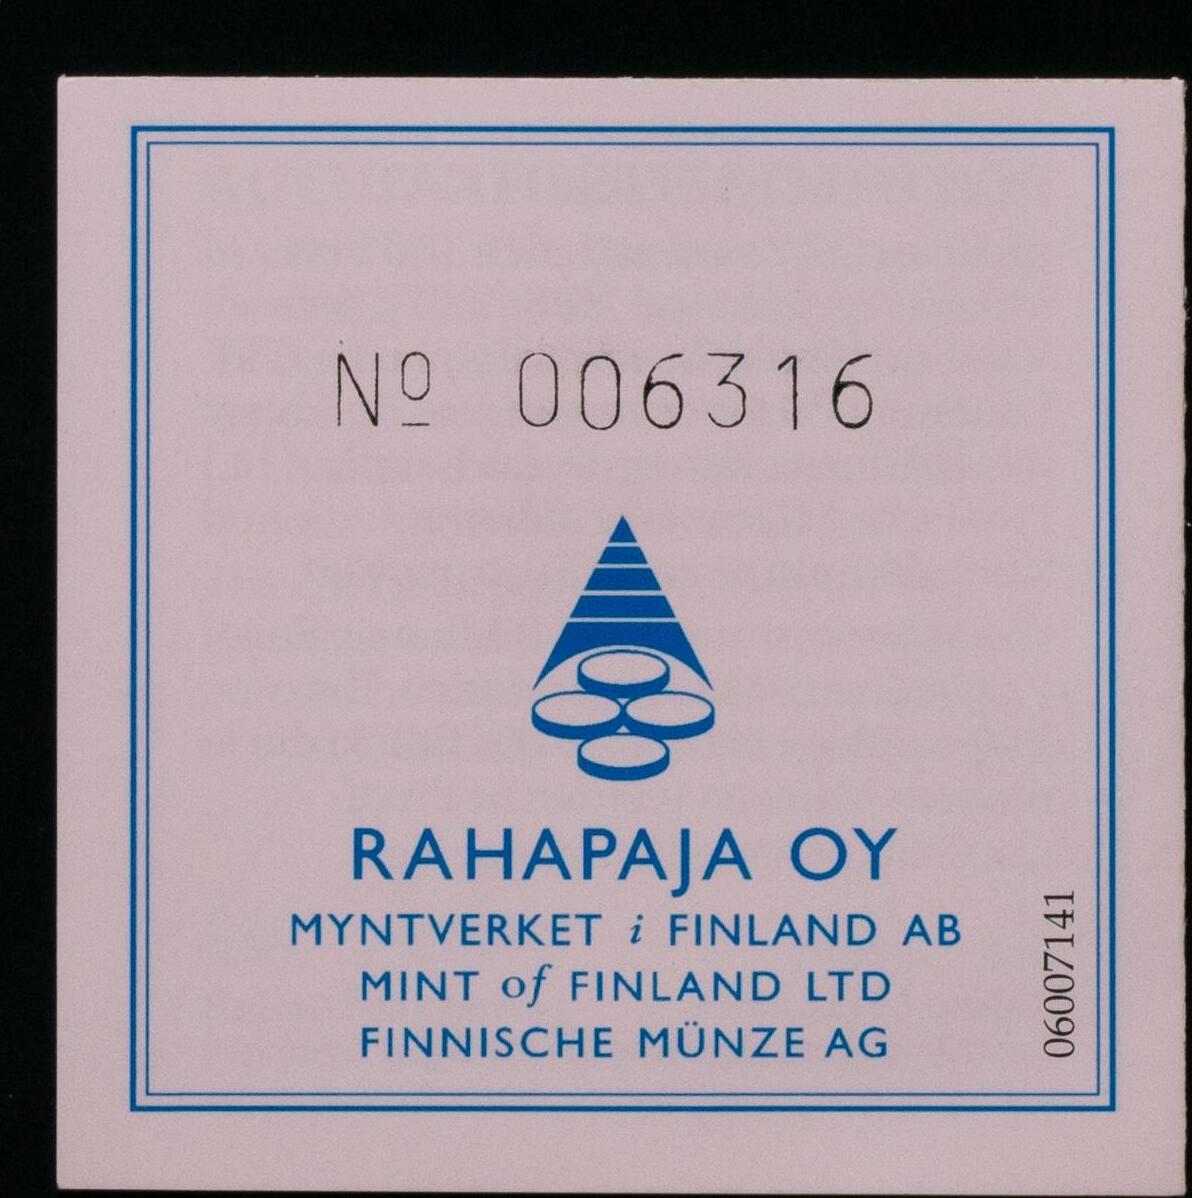 Nº 006316
RAHAPAJA OY
MYNTVERKET i FINLAND AB
MINT of FINLAND LTD
FINNISCHE MÜNZE AG
06007141